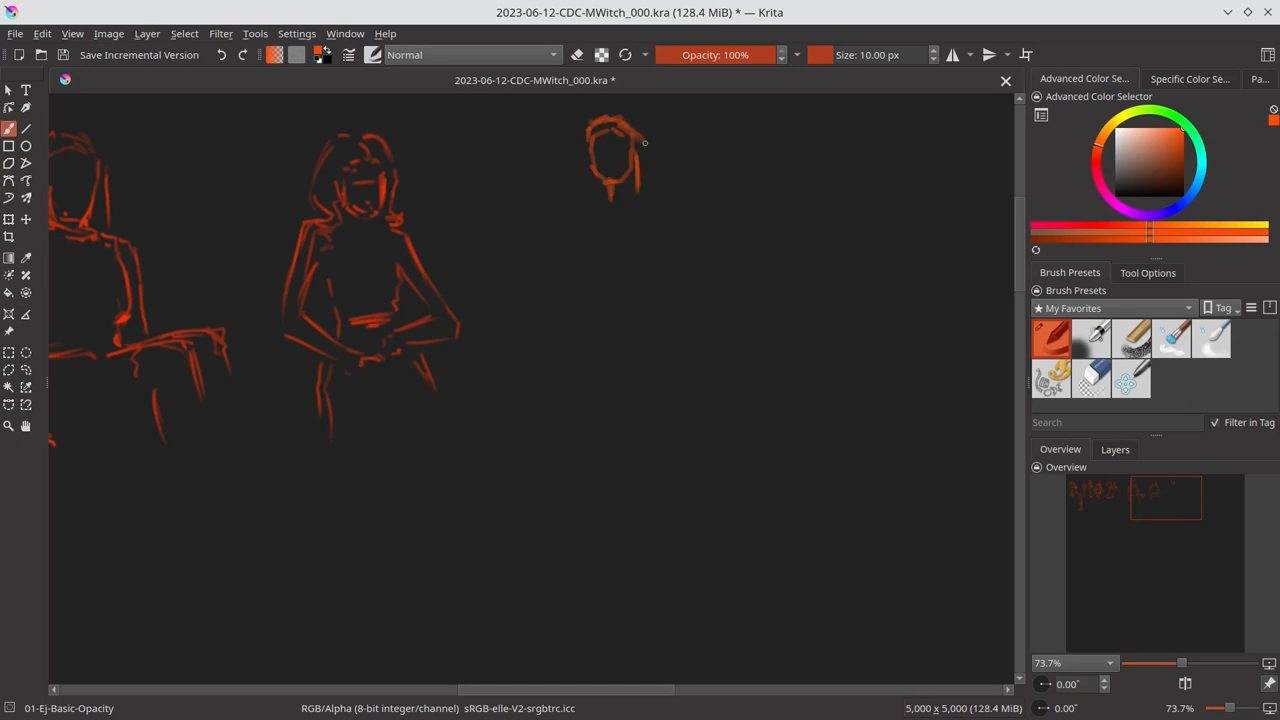 2023-06-12-CDC-MWitch_000.kra (128.4 MiB) * — Krita
File Edit View Image Layer Select Filter Tools Settings Window Help
Save Incremental Version Normal Opacity: 100% Size: 10.00 px
2023-06-12-CDC-MWitch_000.kra *
Advanced Color Se... Specific Color Se... Pa...
Advanced Color Selector
Brush Presets Tool Options
Brush Presets
★ My Favorites Tag
Search Filter in Tag
Overview Layers
Overview
73.7%
0.00°
01-Ej-Basic-Opacity RGB/Alpha (8-bit integer/channel) sRGB-elle-V2-srgbtrc.icc 5,000 x 5,000 (128.4 MiB) 0.00° 73.7%